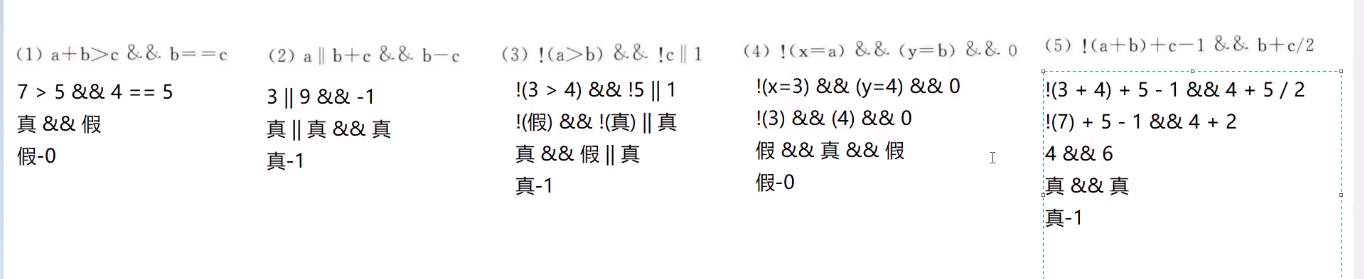 (1) a+b>c && b==c
7 > 5 && 4 == 5
真 && 假
假-0
(2) a || b+c && b-c
3 || 9 && -1
真 || 真 && 真
真-1
(3) !(a>b) && !c || 1
!(3 > 4) && !5 || 1
!(假) && !(真) || 真
真 && 假 || 真
真-1
(4) !(x=a) && (y=b) && 0
!(x=3) && (y=4) && 0
!(3) && (4) && 0
假 && 真 && 假
假-0
(5) !(a+b)+c-1 && b+c/2
!(3 + 4) + 5 - 1 && 4 + 5 / 2
!(7) + 5 - 1 && 4 + 2
4 && 6
真 && 真
真-1